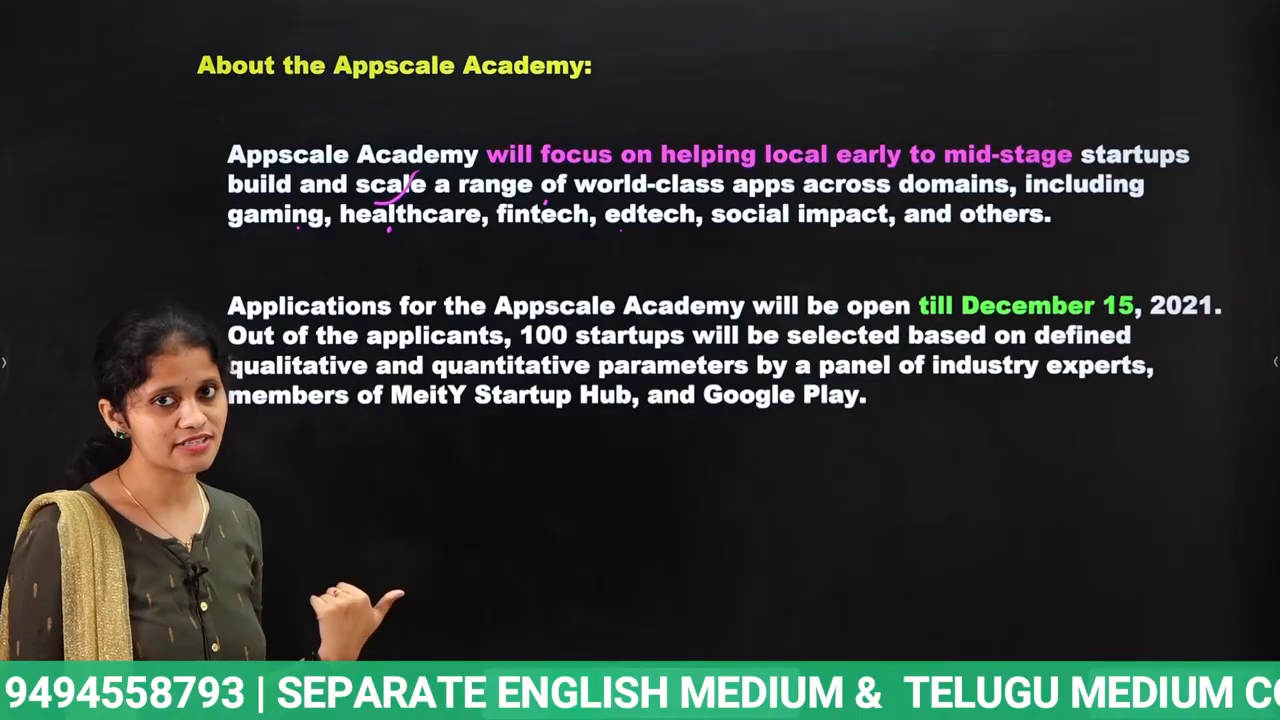 About the Appscale Academy:
Appscale Academy will focus on helping local early to mid-stage startups
build and scale a range of world-class apps across domains, including
gaming, healthcare, fintech, edtech, social impact, and others.
Applications for the Appscale Academy will be open till December 15, 2021.
Out of the applicants, 100 startups will be selected based on defined
qualitative and quantitative parameters by a panel of industry experts,
members of MeitY Startup Hub, and Google Play.
9494558793 | SEPARATE ENGLISH MEDIUM & TELUGU MEDIUM